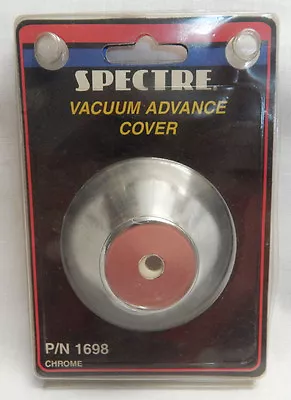 SPECTRE
VACUUM ADVANCE
COVER
P/N 1698
CHROME